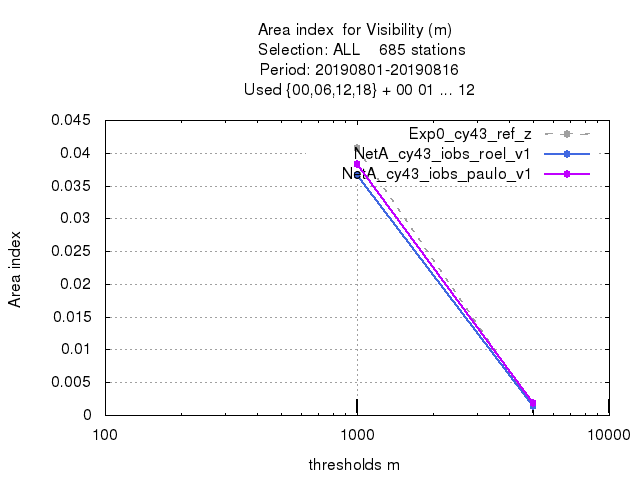 Area index  for Visibility (m)
Selection: ALL    685 stations
Period: 20190801-20190816
Used {00,06,12,18} + 00 01 ... 12
0.045
0.04
0.035
0.03
0.025
0.02
0.015
0.01
0.005
0
100
1000
10000
Area index
thresholds m
Exp0_cy43_ref_z
NetA_cy43_iobs_roel_v1
NetA_cy43_iobs_paulo_v1